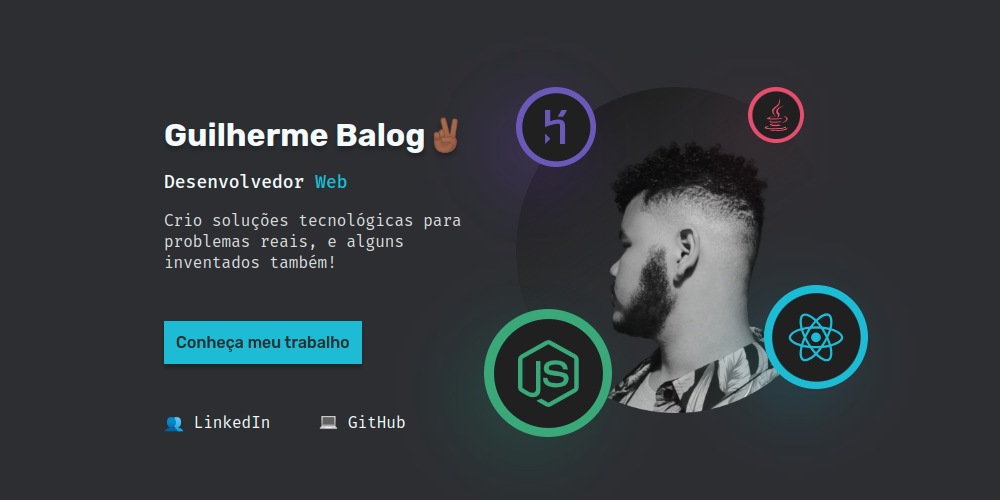 Guilherme Balog✌🏾
Desenvolvedor Web
Crio soluções tecnológicas para
problemas reais, e alguns
inventados também!
Conheça meu trabalho
👥 LinkedIn
💻 GitHub
JS